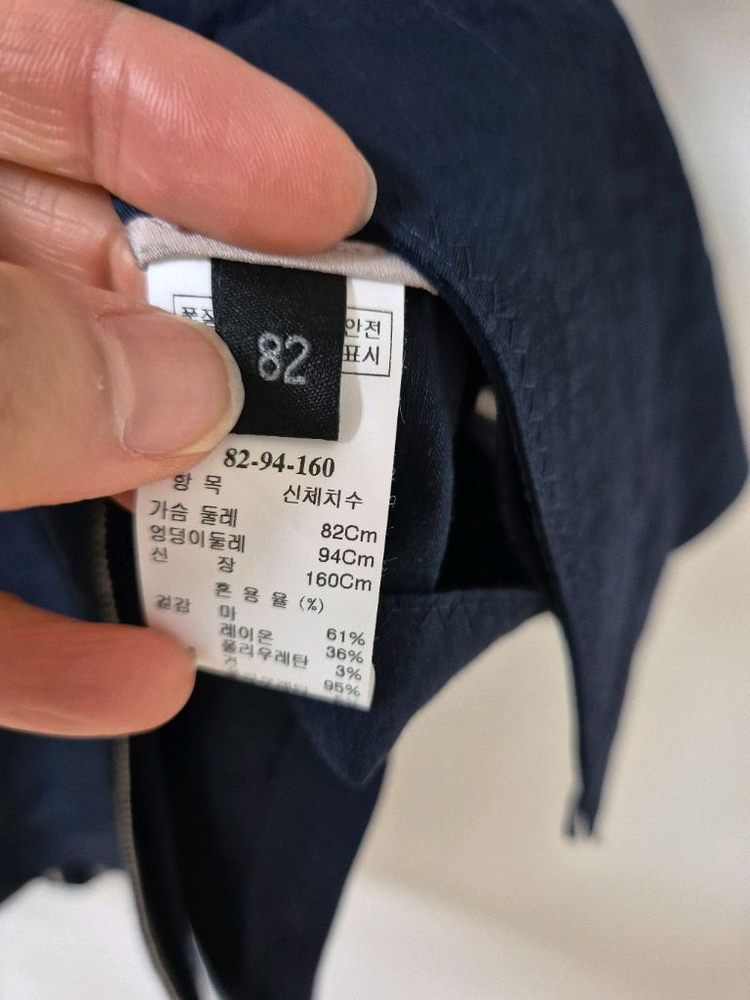 안전
82
표시
82-94-160
항 목 신체치수
가슴 둘레 82Cm
엉덩이둘레 94Cm
신 장 160Cm
혼 용 율 (%)
겉감 마 61%
레이온 36%
폴리우레탄 3%
95%